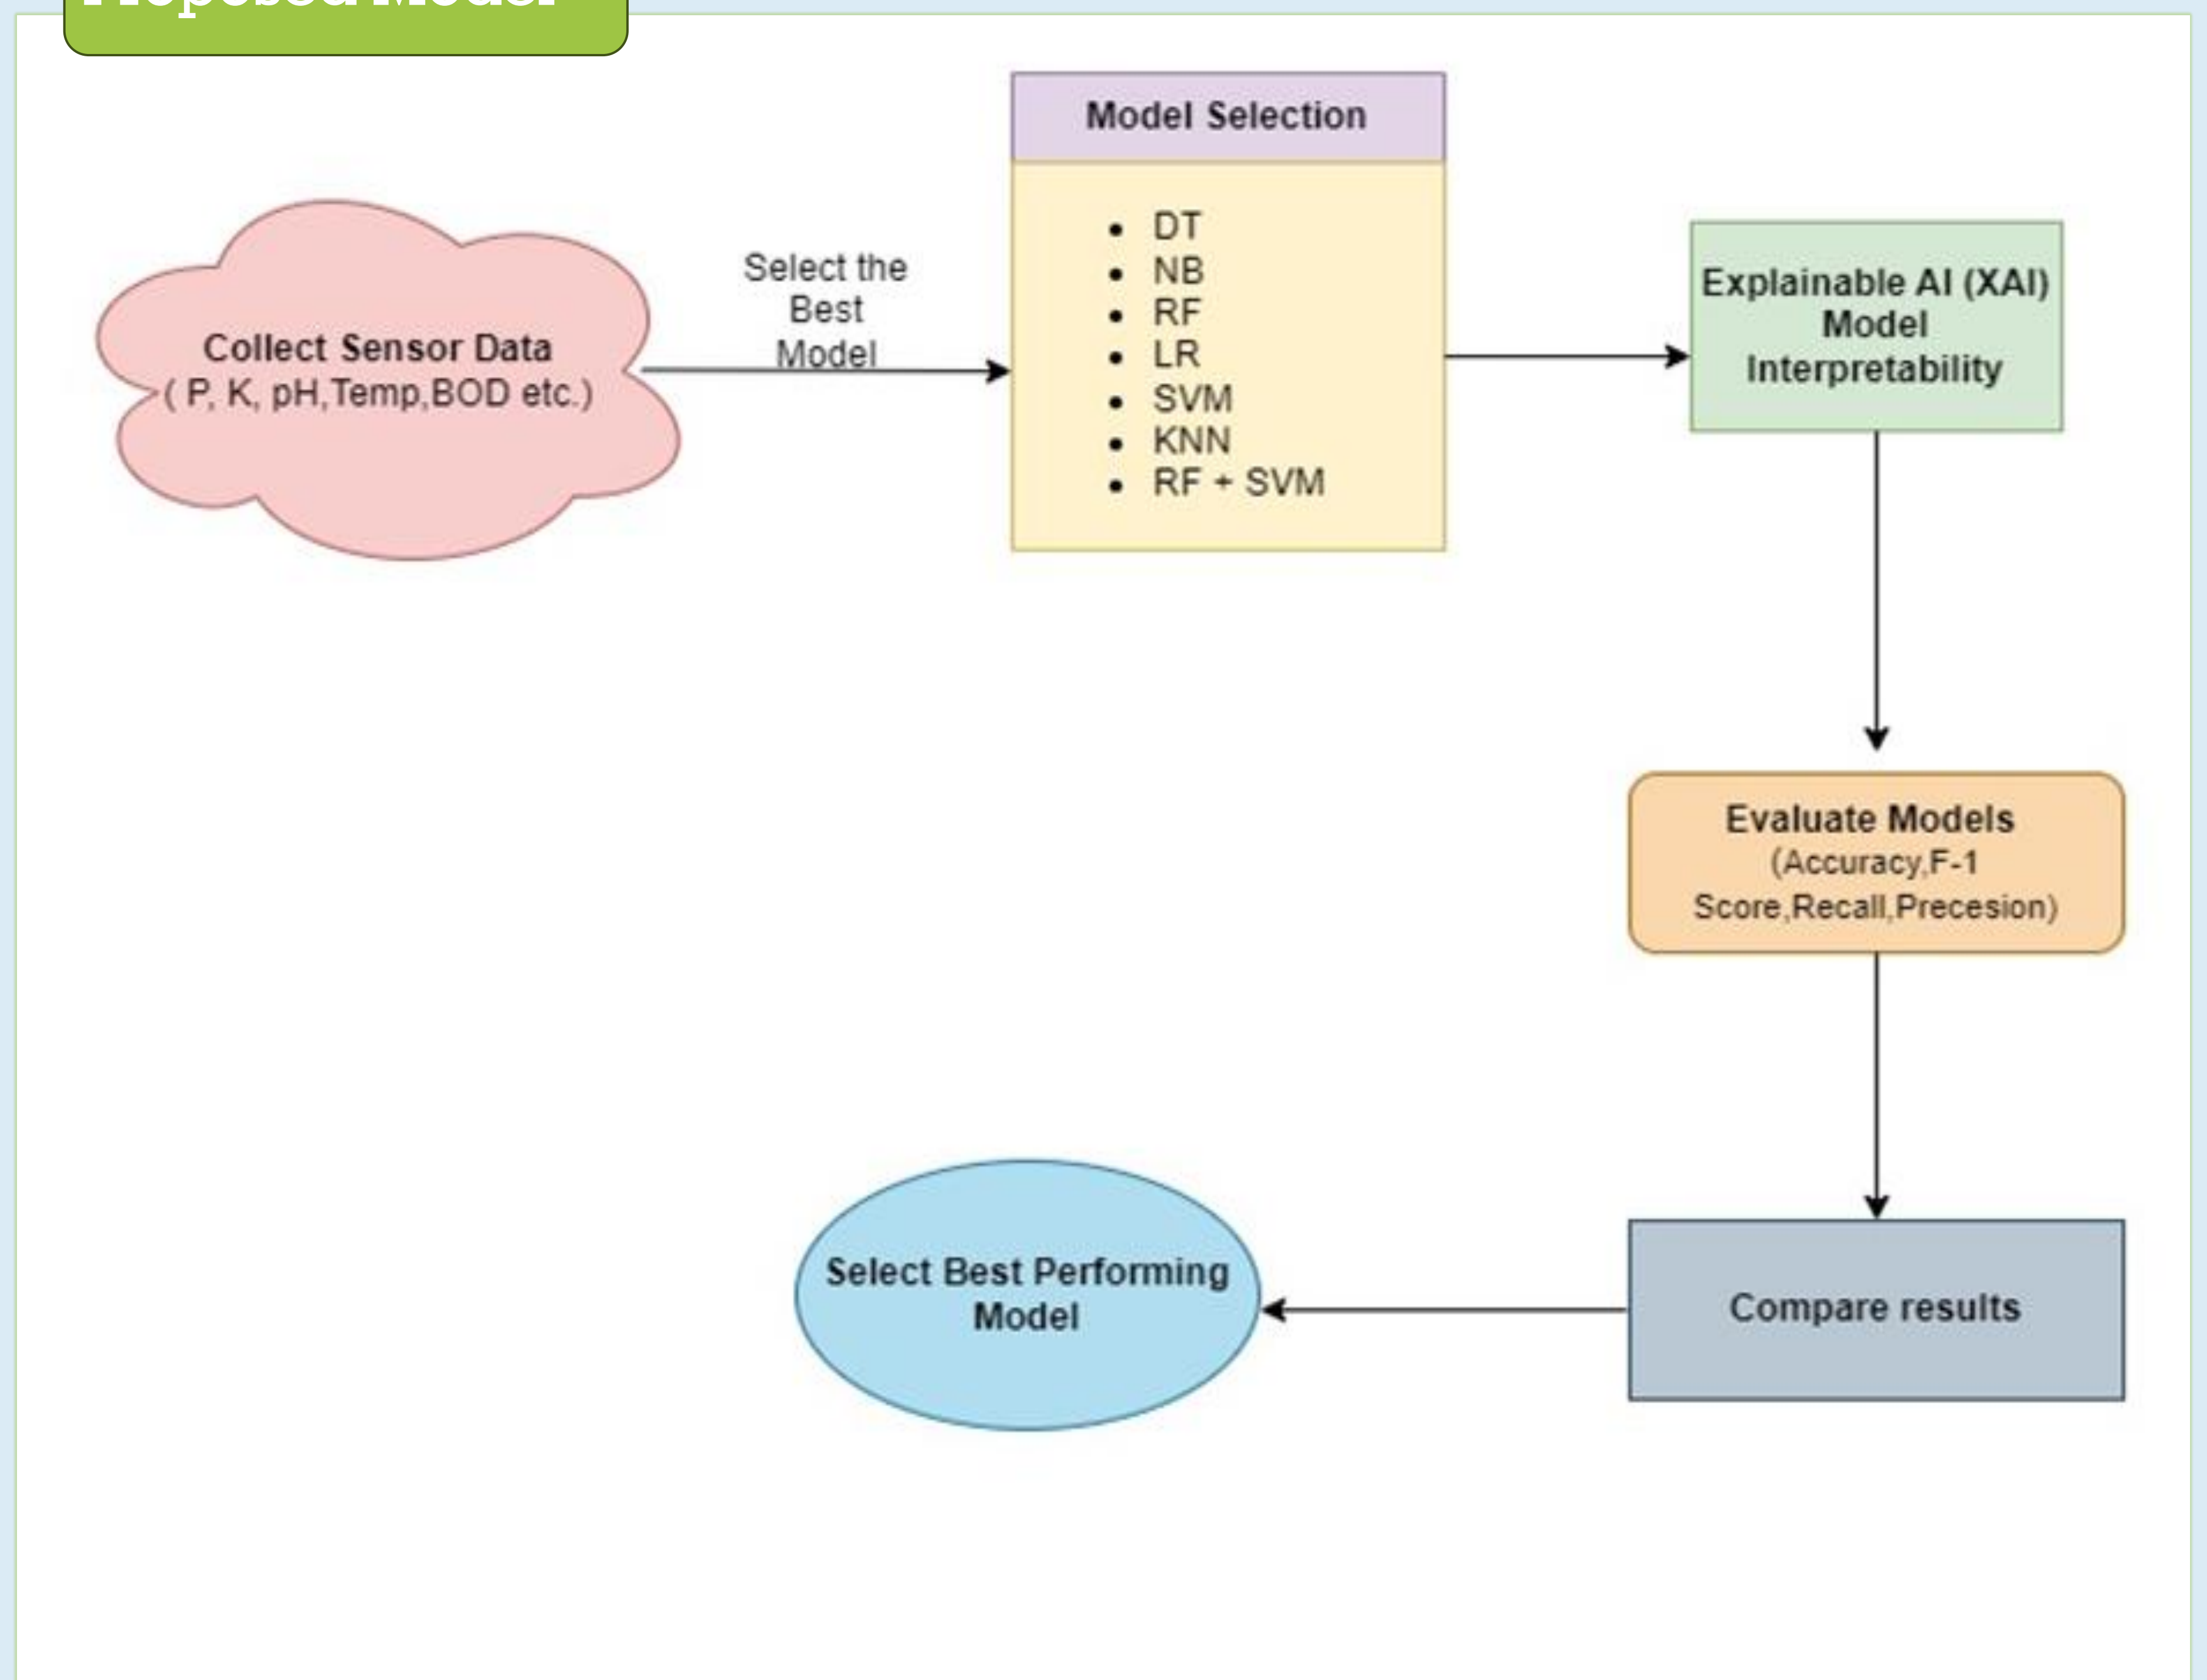 Proposed Model
Model Selection
Collect Sensor Data
( P, K, pH,Temp,BOD etc.)
Select the
Best
Model
• DT
• NB
• RF
• LR
• SVM
• KNN
• RF + SVM
Explainable AI (XAI)
Model
Interpretability
Evaluate Models
(Accuracy,F-1
Score,Recall,Precesion)
Compare results
Select Best Performing
Model